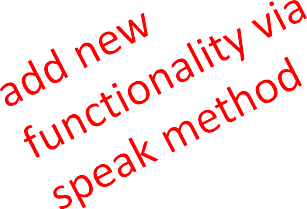 add new
functionality via
speak method